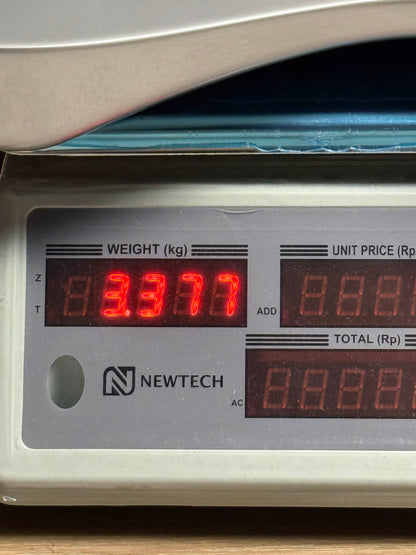 WEIGHT (kg)
UNIT PRICE (Rp
Z
T
3.377
ADD
TOTAL (Rp)
NEWTECH
AC